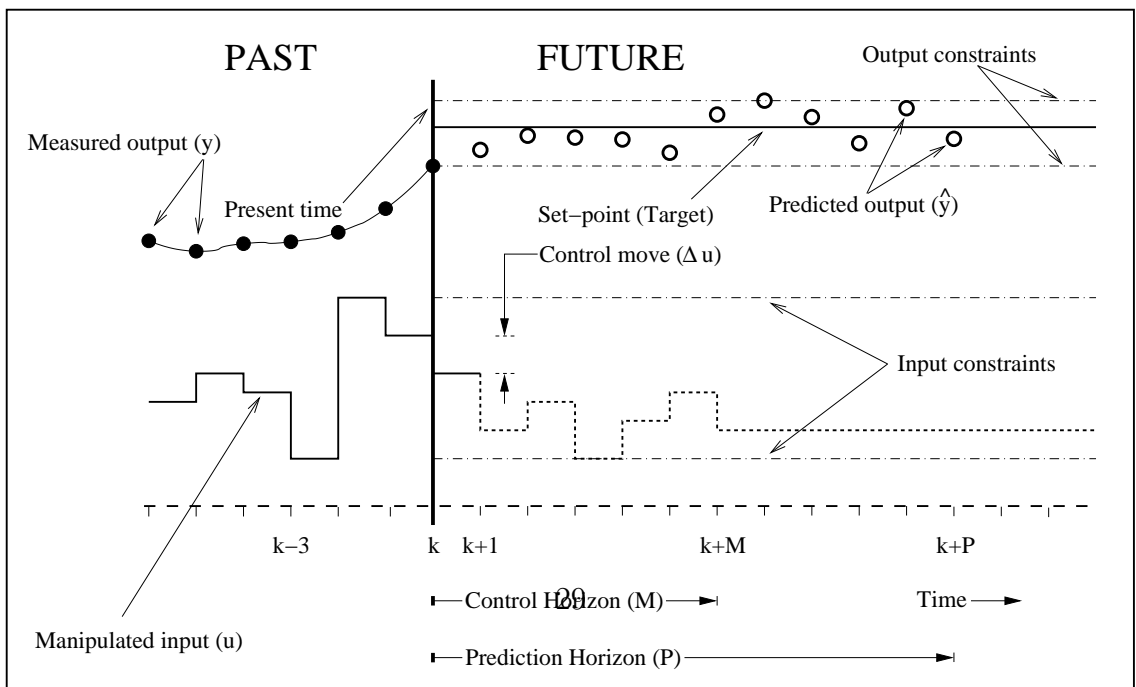 PAST
FUTURE
Output constraints
Measured output (y)
Present time
Set−point (Target)
Predicted output (ŷ)
Control move (Δ u)
Input constraints
k−3
k
k+1
k+M
k+P
Control Horizon (M)
29
Time
Manipulated input (u)
Prediction Horizon (P)